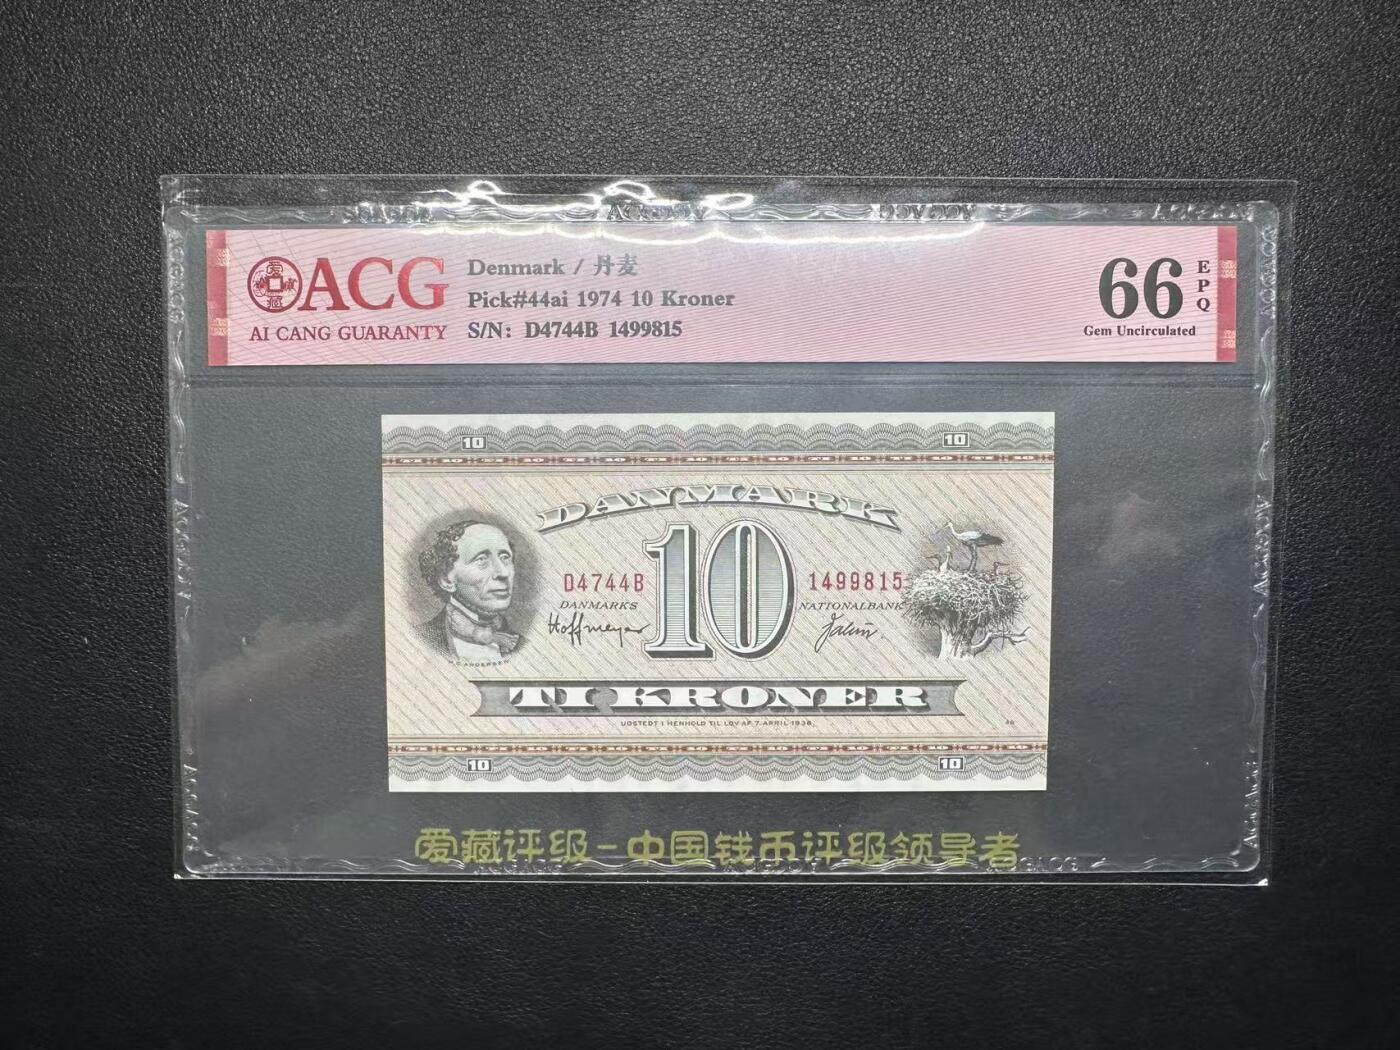 ACG
AI CANG GUARANTY
Denmark / 丹麦
Pick#44ai 1974 10 Kroner
S/N: D4744B 1499815
66
EPQ
Gem Uncirculated
10 10
DANMARK
10
D4744B 1499815
DANMARKS NATIONALBANK
Hoffmeyer
H.C. ANDERSEN
TI KRONER
UDSTEDT I HENHOLD TIL LOV AF 7. APRIL 1936.
10 10
爱藏评级-中国钱币评级领导者